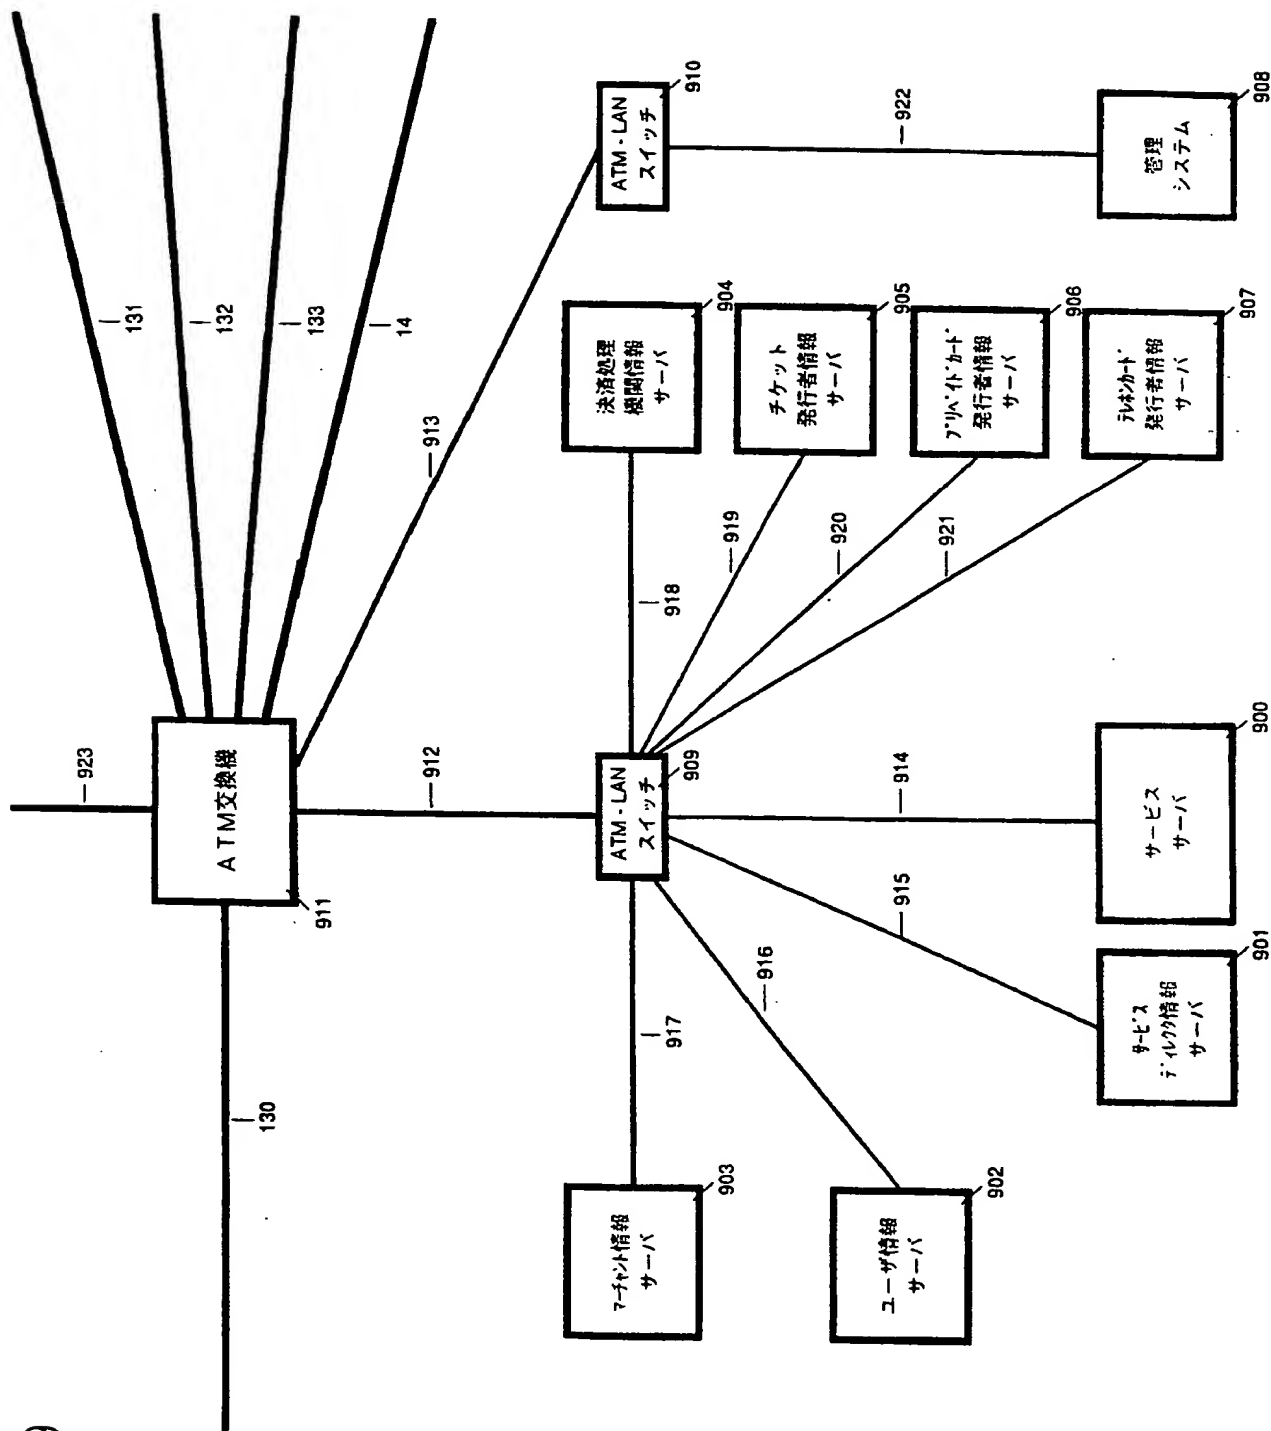 923
131
132
133
14
ATM交換機
911
130
912
913
ATM・LAN
スイッチ
910
922
管理
システム
908
ATM・LAN
スイッチ
909
918
919
920
921
決済処理
機関情報
サーバ
904
チケット
発行者情報
サーバ
905
プリペイドカード
発行者情報
サーバ
906
テレホンカード
発行者情報
サーバ
907
917
916
915
914
マーチャント情報
サーバ
903
ユーザ情報
サーバ
902
サービス
ディレクタ情報
サーバ
901
サービス
サーバ
900